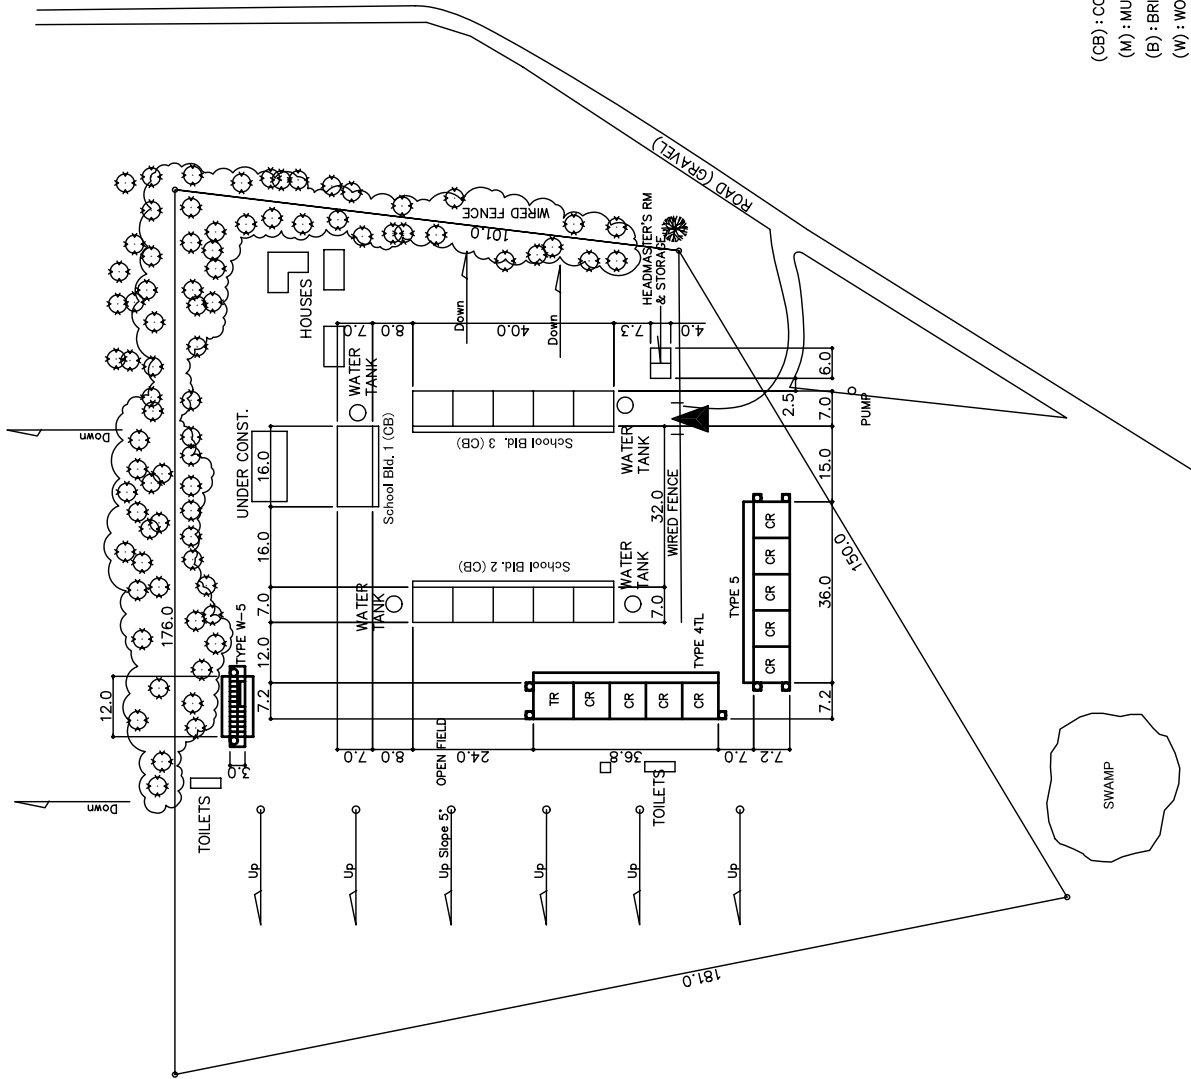 (CB) : CO
(M) : MU
(B) : BRI
(W) : WO
ROAD (GRAVEL)
WIRED FENCE
101.0
HEADMASTER'S RM
& STORAGE
HOUSES
Down
Down
Down
Down
7.0
8.0
40.0
7.3
4.0
WATER
TANK
6.0
2.5
7.0
PUMP
UNDER CONST.
16.0
School Bld. 1 (CB)
School Bld. 3 (CB)
WATER
TANK
15.0
32.0
WIRED FENCE
16.0
176.0
7.0
WATER
TANK
School Bld. 2 (CB)
WATER
TANK
7.0
150.0
TYPE 5
CR
CR
CR
CR
CR
36.0
TYPE W-5
12.0
12.0
7.2
3.0
TYPE 4TL
TR
CR
CR
CR
CR
7.2
7.0
8.0
OPEN FIELD
24.0
36.8
7.0
7.2
TOILETS
TOILETS
Up
Up
Up Slope 5°
Up
Up
Up
SWAMP
181.0